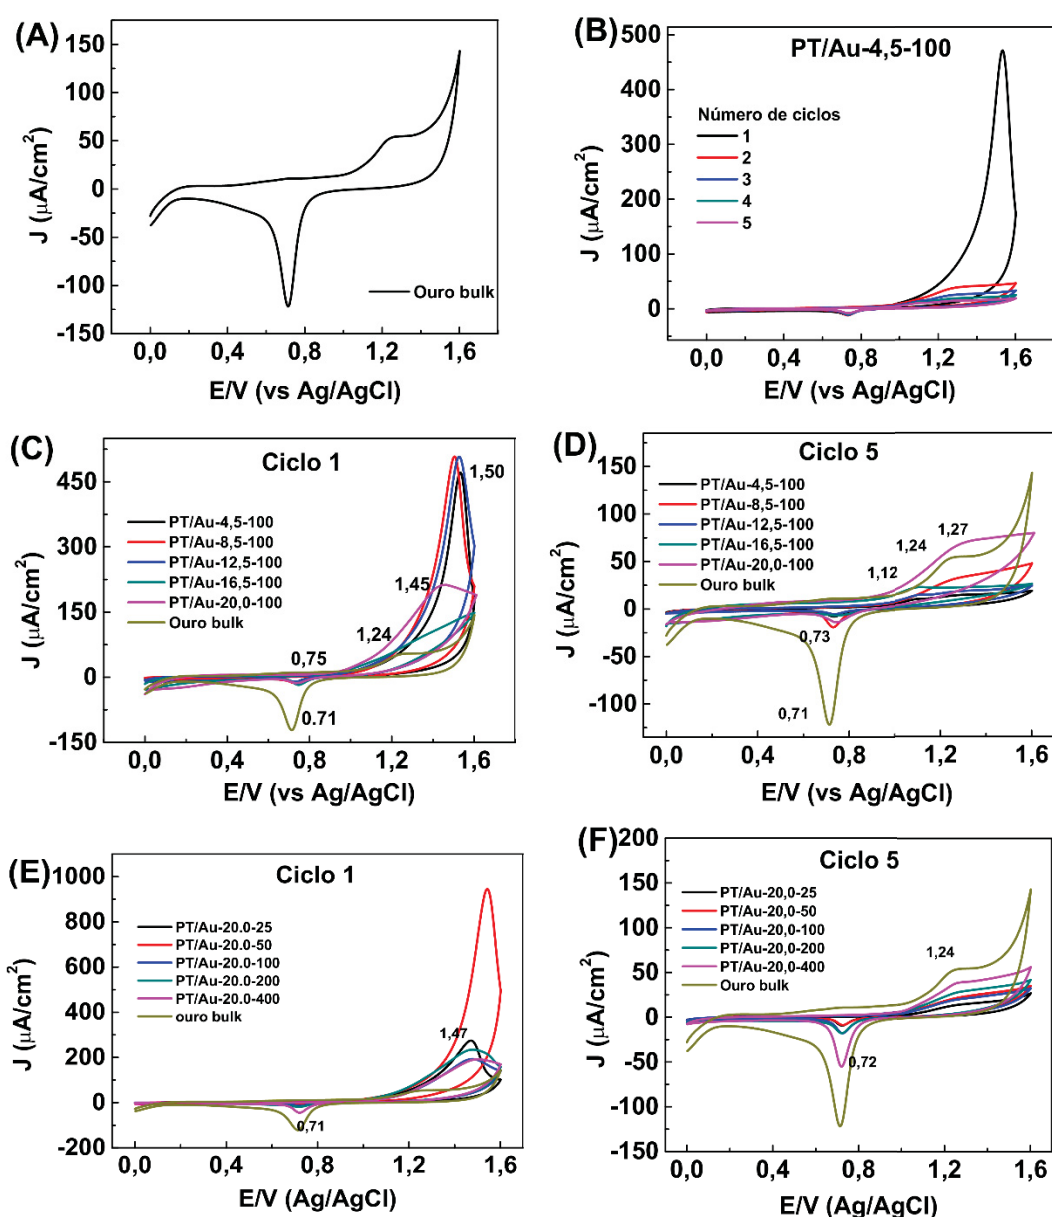 (A)
150
125
100
75
50
25
0
-25
-50
-75
-100
-125
-150
J (μA/cm²)
Ouro bulk
0,0 0,4 0,8 1,2 1,6
E/V (vs Ag/AgCl)
(B)
PT/Au-4,5-100
500
400
300
200
100
0
J (μA/cm²)
Número de ciclos
1
2
3
4
5
0,0 0,4 0,8 1,2 1,6
E/V (vs Ag/AgCl)
(C)
Ciclo 1
450
300
150
0
-150
J (μA/cm²)
PT/Au-4,5-100
PT/Au-8,5-100
PT/Au-12,5-100
PT/Au-16,5-100
PT/Au-20,0-100
Ouro bulk
1,50
1,45
1,24
0,75
0.71
0,0 0,4 0,8 1,2 1,6
E/V (vs Ag/AgCl)
(D)
Ciclo 5
150
100
50
0
-50
-100
J (μA/cm²)
PT/Au-4,5-100
PT/Au-8,5-100
PT/Au-12,5-100
PT/Au-16,5-100
PT/Au-20,0-100
Ouro bulk
1,27
1,24
1,12
0,73
0,71
0,0 0,4 0,8 1,2 1,6
E/V (vs Ag/AgCl)
(E)
Ciclo 1
1000
800
600
400
200
0
-200
J (μA/cm²)
PT/Au-20.0-25
PT/Au-20.0-50
PT/Au-20.0-100
PT/Au-20.0-200
PT/Au-20.0-400
ouro bulk
1,47
0,71
0,0 0,4 0,8 1,2 1,6
E/V (Ag/AgCl)
(F)
Ciclo 5
200
150
100
50
0
-50
-100
-150
J (μA/cm²)
PT/Au-20,0-25
PT/Au-20,0-50
PT/Au-20,0-100
PT/Au-20,0-200
PT/Au-20,0-400
Ouro bulk
1,24
0,72
0,0 0,4 0,8 1,2 1,6
E/V (Ag/AgCl)